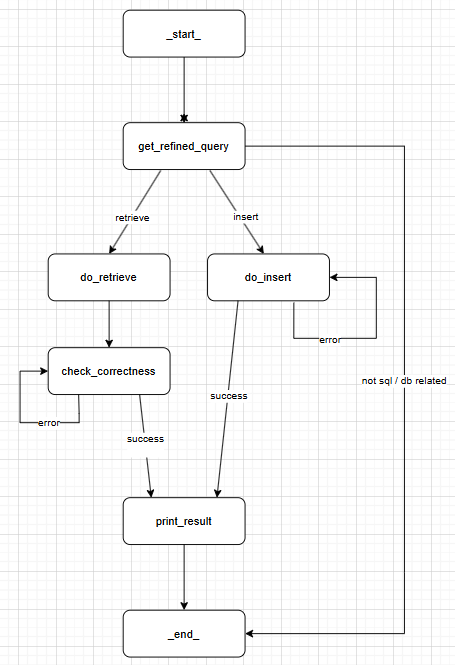 _start_
get_refined_query
retrieve
insert
do_retrieve
do_insert
error
check_correctness
not sql / db related
success
error
success
print_result
_end_